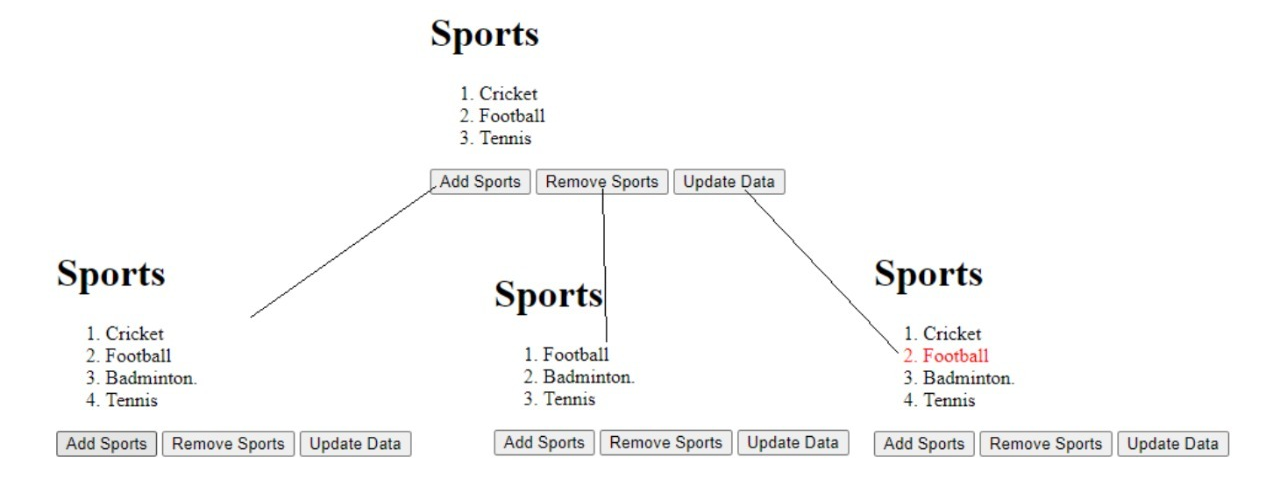 Sports
1. Cricket
2. Football
3. Tennis
Add Sports Remove Sports Update Data
Sports
1. Cricket
2. Football
3. Badminton.
4. Tennis
Add Sports Remove Sports Update Data
Sports
1. Football
2. Badminton.
3. Tennis
Add Sports Remove Sports Update Data
Sports
1. Cricket
2. Football
3. Badminton.
4. Tennis
Add Sports Remove Sports Update Data